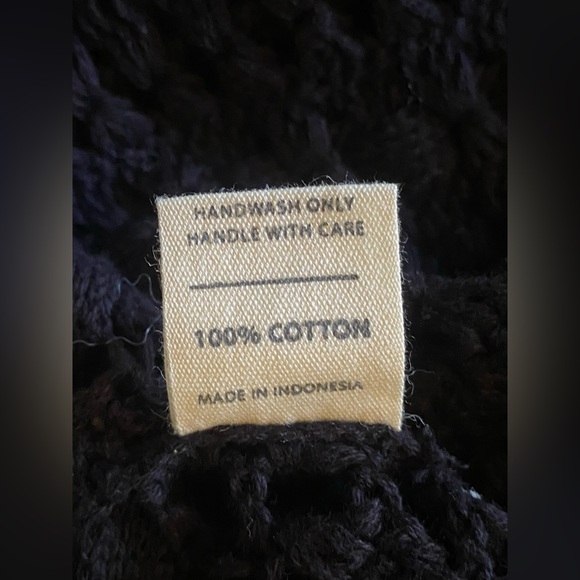 HANDWASH ONLY
HANDLE WITH CARE
100% COTTON
MADE IN INDONESIA